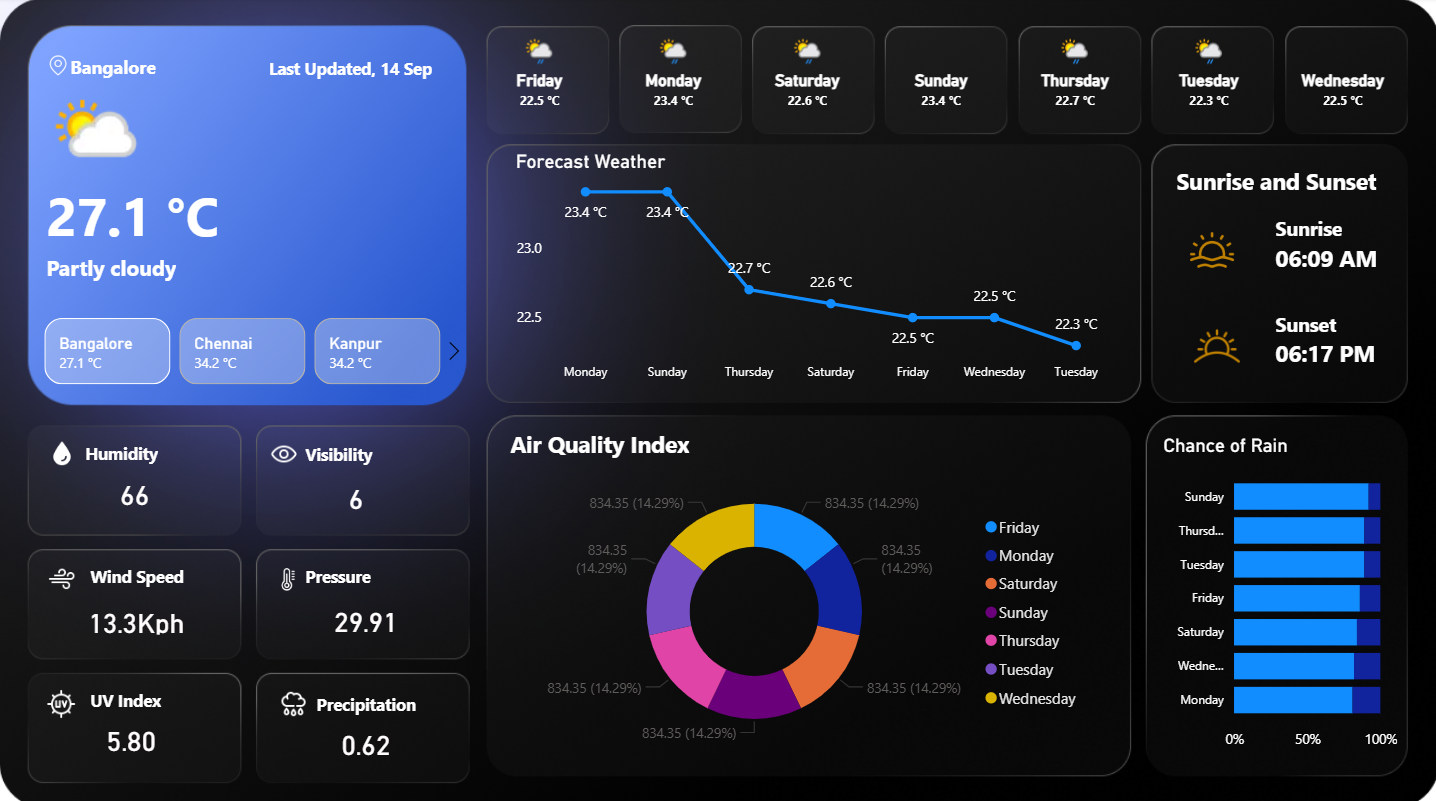 Bangalore
Last Updated, 14 Sep
27.1 °C
Partly cloudy
Bangalore
27.1 °C
Chennai
34.2 °C
Kanpur
34.2 °C
Friday
22.5 °C
Monday
23.4 °C
Saturday
22.6 °C
Sunday
23.4 °C
Thursday
22.7 °C
Tuesday
22.3 °C
Wednesday
22.5 °C
Forecast Weather
23.4 °C
23.4 °C
22.7 °C
22.6 °C
22.5 °C
22.5 °C
22.3 °C
23.0
22.5
Monday
Sunday
Thursday
Saturday
Friday
Wednesday
Tuesday
Sunrise and Sunset
Sunrise
06:09 AM
Sunset
06:17 PM
Humidity
66
Visibility
6
Wind Speed
13.3Kph
Pressure
29.91
UV
UV Index
5.80
Precipitation
0.62
Air Quality Index
834.35 (14.29%)
834.35 (14.29%)
834.35
(14.29%)
834.35
(14.29%)
834.35 (14.29%)
834.35 (14.29%)
834.35 (14.29%)
Friday
Monday
Saturday
Sunday
Thursday
Tuesday
Wednesday
Chance of Rain
Sunday
Thursd...
Tuesday
Friday
Saturday
Wedne...
Monday
0%
50%
100%